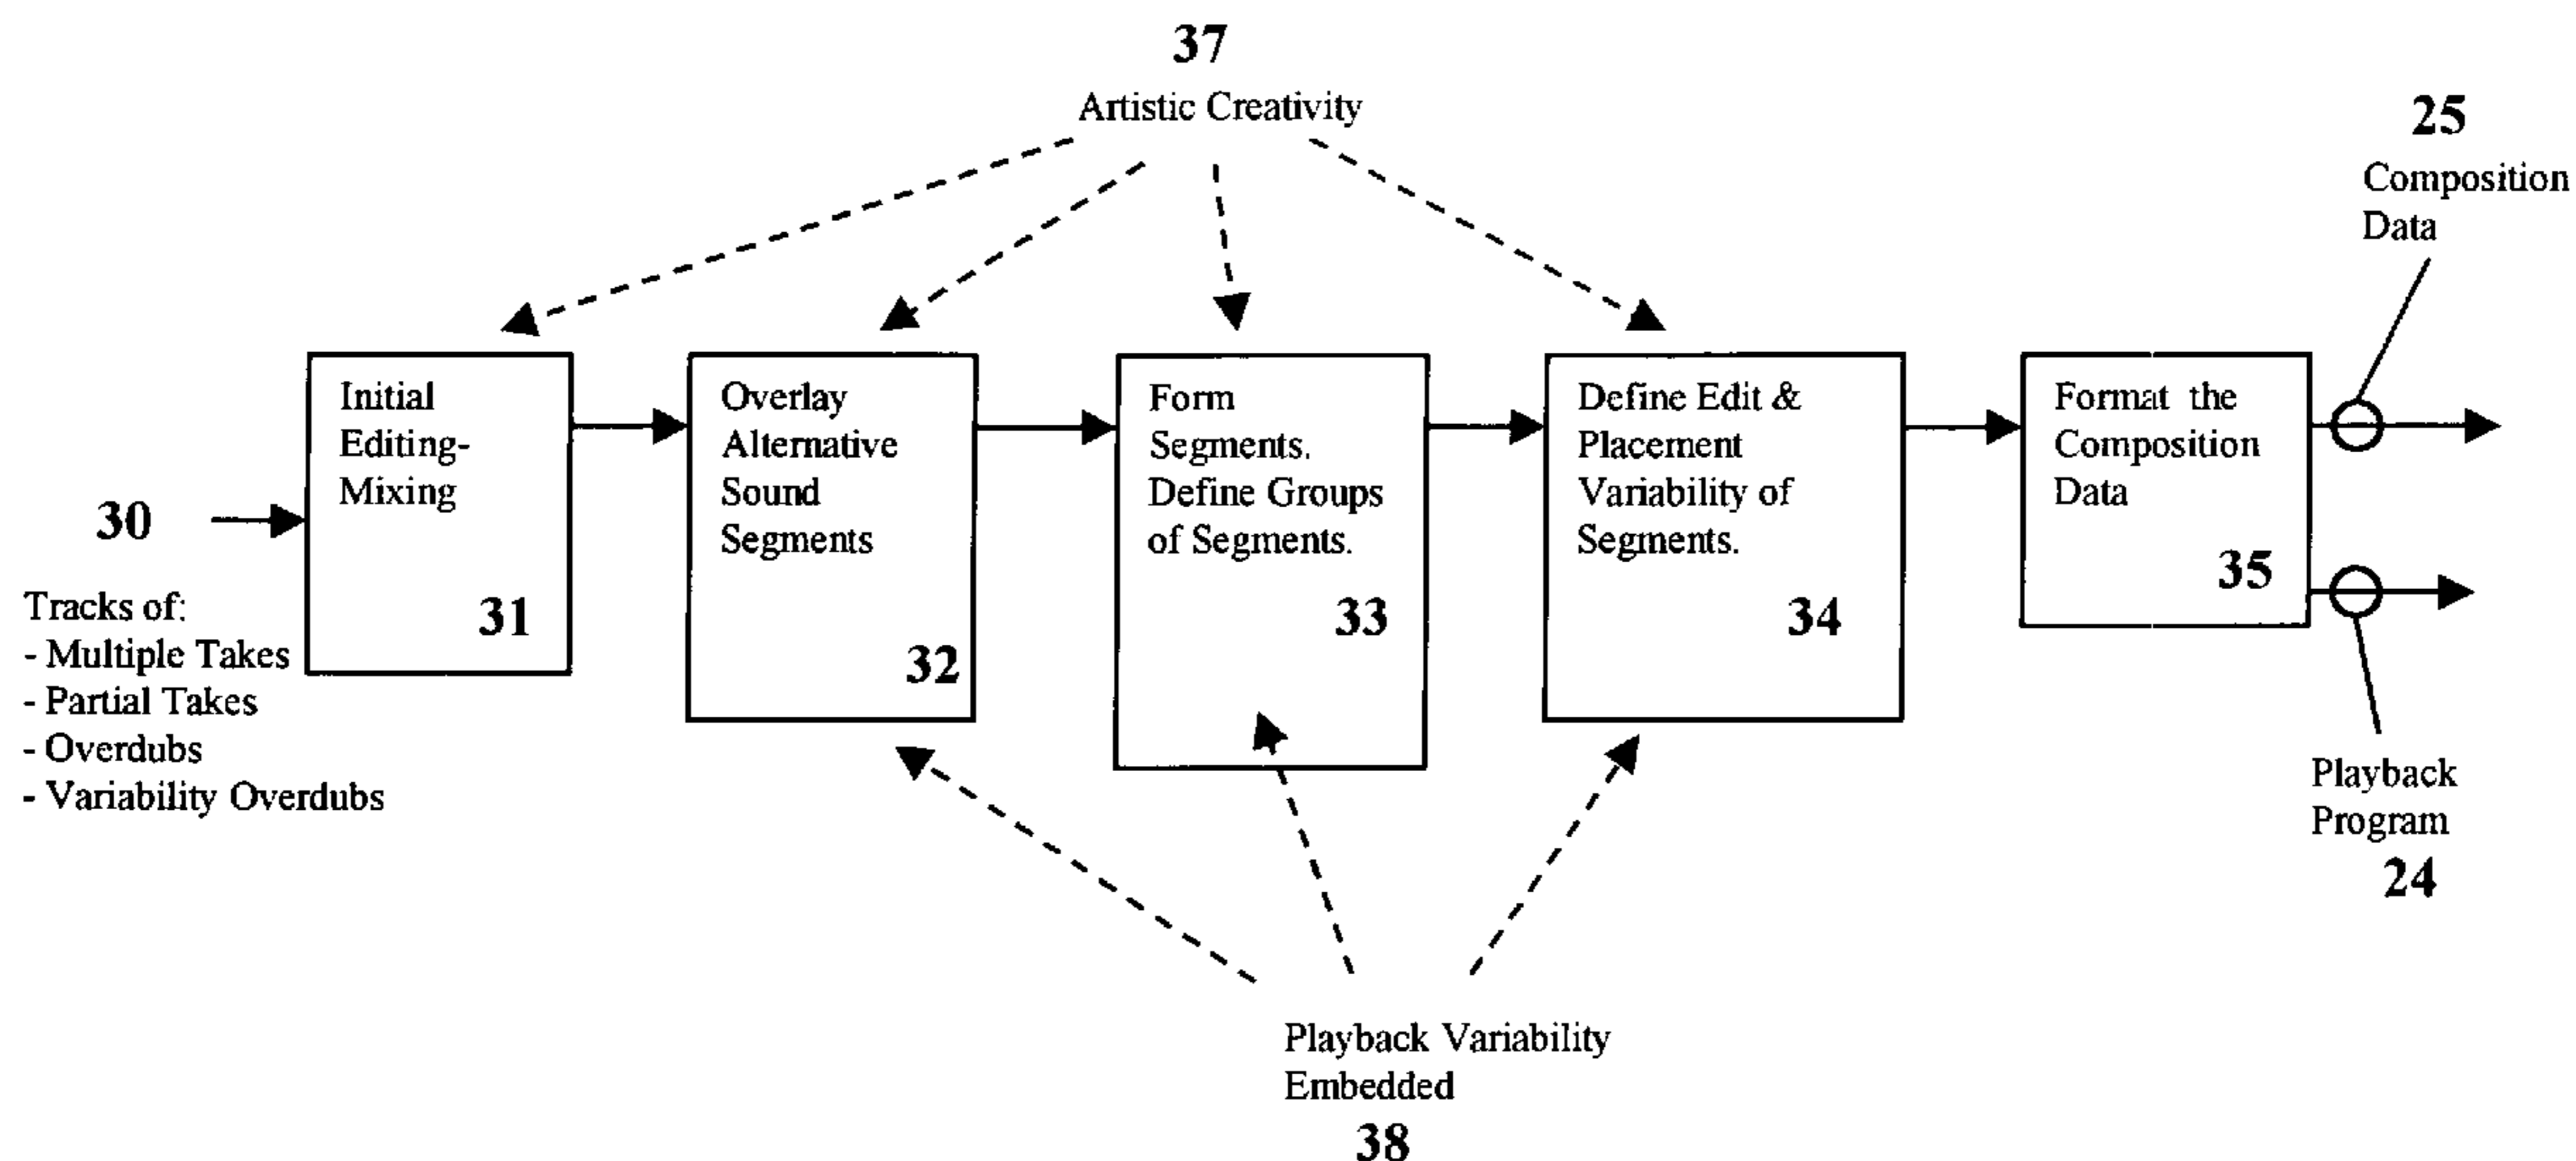 37
Artistic Creativity
25
Composition
Data
Initial
Editing-
Mixing
31
Overlay
Alternative
Sound
Segments
32
Form
Segments.
Define Groups
of Segments.
33
Define Edit &
Placement
Variability of
Segments.
34
Format the
Composition
Data
35
30
Tracks of:
- Multiple Takes
- Partial Takes
- Overdubs
- Variability Overdubs
Playback
Program
24
Playback Variability
Embedded
38